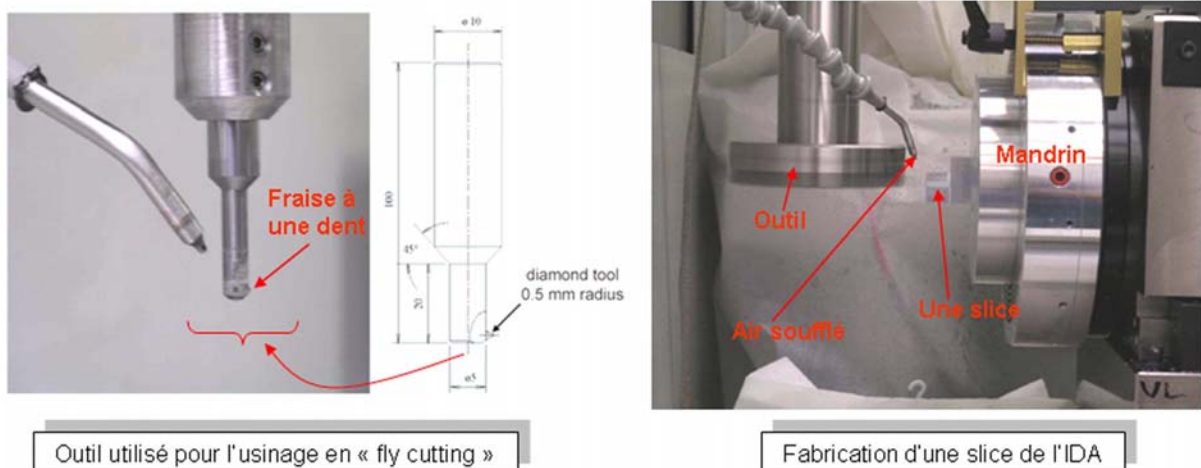 ø 10
Fraise à
une dent
100
45°
20
diamond tool
0.5 mm radius
ø5
Outil utilisé pour l'usinage en « fly cutting »
Mandrin
Outil
Une slice
Air soufflé
VL
Fabrication d'une slice de l'IDA